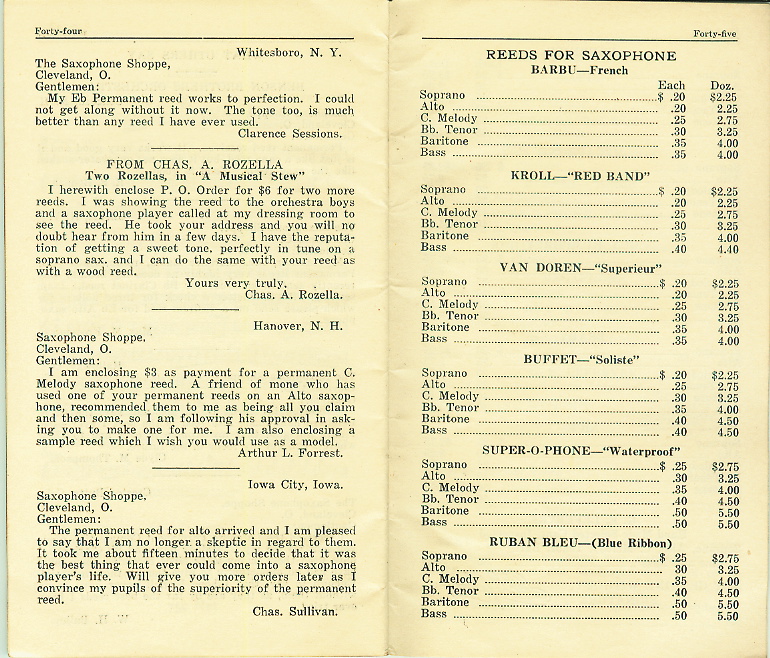 Forty-four
Whitesboro, N. Y.
The Saxophone Shoppe,
Cleveland, O.
Gentlemen:
My Eb Permanent reed works to perfection. I could
not get along without it now. The tone too, is much
better than any reed I have ever used.
Clarence Sessions.
FROM CHAS. A. ROZELLA
Two Rozellas, in “A Musical Stew”
I herewith enclose P. O. Order for $6 for two more
reeds. I was showing the reed to the orchestra boys
and a saxophone player called at my dressing room to
see the reed. He took your address and you will no
doubt hear from him in a few days. I have the reputa-
tion of getting a sweet tone, perfectly in tune on a
soprano sax. and I can do the same with your reed as
with a wood reed.
Yours very truly.
Chas. A. Rozella.
Hanover, N. H.
Saxophone Shoppe,
Cleveland, O.
Gentlemen:
I am enclosing $3 as payment for a permanent C.
Melody saxophone reed. A friend of mone who has
used one of your permanent reeds on an Alto saxop-
hone, recommended them to me as being all you claim
and then some, so I am following his approval in ask-
ing you to make one for me. I am also enclosing a
sample reed which I wish you would use as a model.
Arthur L. Forrest.
Iowa City, Iowa.
Saxophone Shoppe,
Cleveland, O.
Gentlemen:
The permanent reed for alto arrived and I am pleased
to say that I am no longer a skeptic in regard to them.
It took me about fifteen minutes to decide that it was
the best thing that ever could come into a saxophone
player's life. Will give you more orders later as I
convince my pupils of the superiority of the permanent
reed.
Chas. Sullivan.
Forty-five
REEDS FOR SAXOPHONE
BARBU—French
Each Doz.
Soprano $ .20 $2.25
Alto .20 2.25
C. Melody .25 2.75
Bb. Tenor .30 3.25
Baritone .35 4.00
Bass .35 4.00
KROLL—“RED BAND”
Soprano $ .20 $2.25
Alto .20 2.25
C. Melody .25 2.75
Bb. Tenor .30 3.25
Baritone .35 4.00
Bass .40 4.40
VAN DOREN—“Superieur”
Soprano $ .20 $2.25
Alto .20 2.25
C. Melody .25 2.75
Bb. Tenor .30 3.25
Baritone .35 4.00
Bass .35 4.00
BUFFET—“Soliste”
Soprano $ .20 $2.25
Alto .25 2.75
C. Melody .30 3.25
Bb. Tenor .35 4.00
Baritone .40 4.50
Bass .40 4.50
SUPER-O-PHONE—“Waterproof”
Soprano $ .25 $2.75
Alto .30 3.25
C. Melody .35 4.00
Bb. Tenor .40 4.50
Baritone .50 5.50
Bass .50 5.50
RUBAN BLEU—(Blue Ribbon)
Soprano $ .25 $2.75
Alto 30 3.25
C. Melody .35 4.00
Bb. Tenor .40 4.50
Baritone .50 5.50
Bass .50 5.50